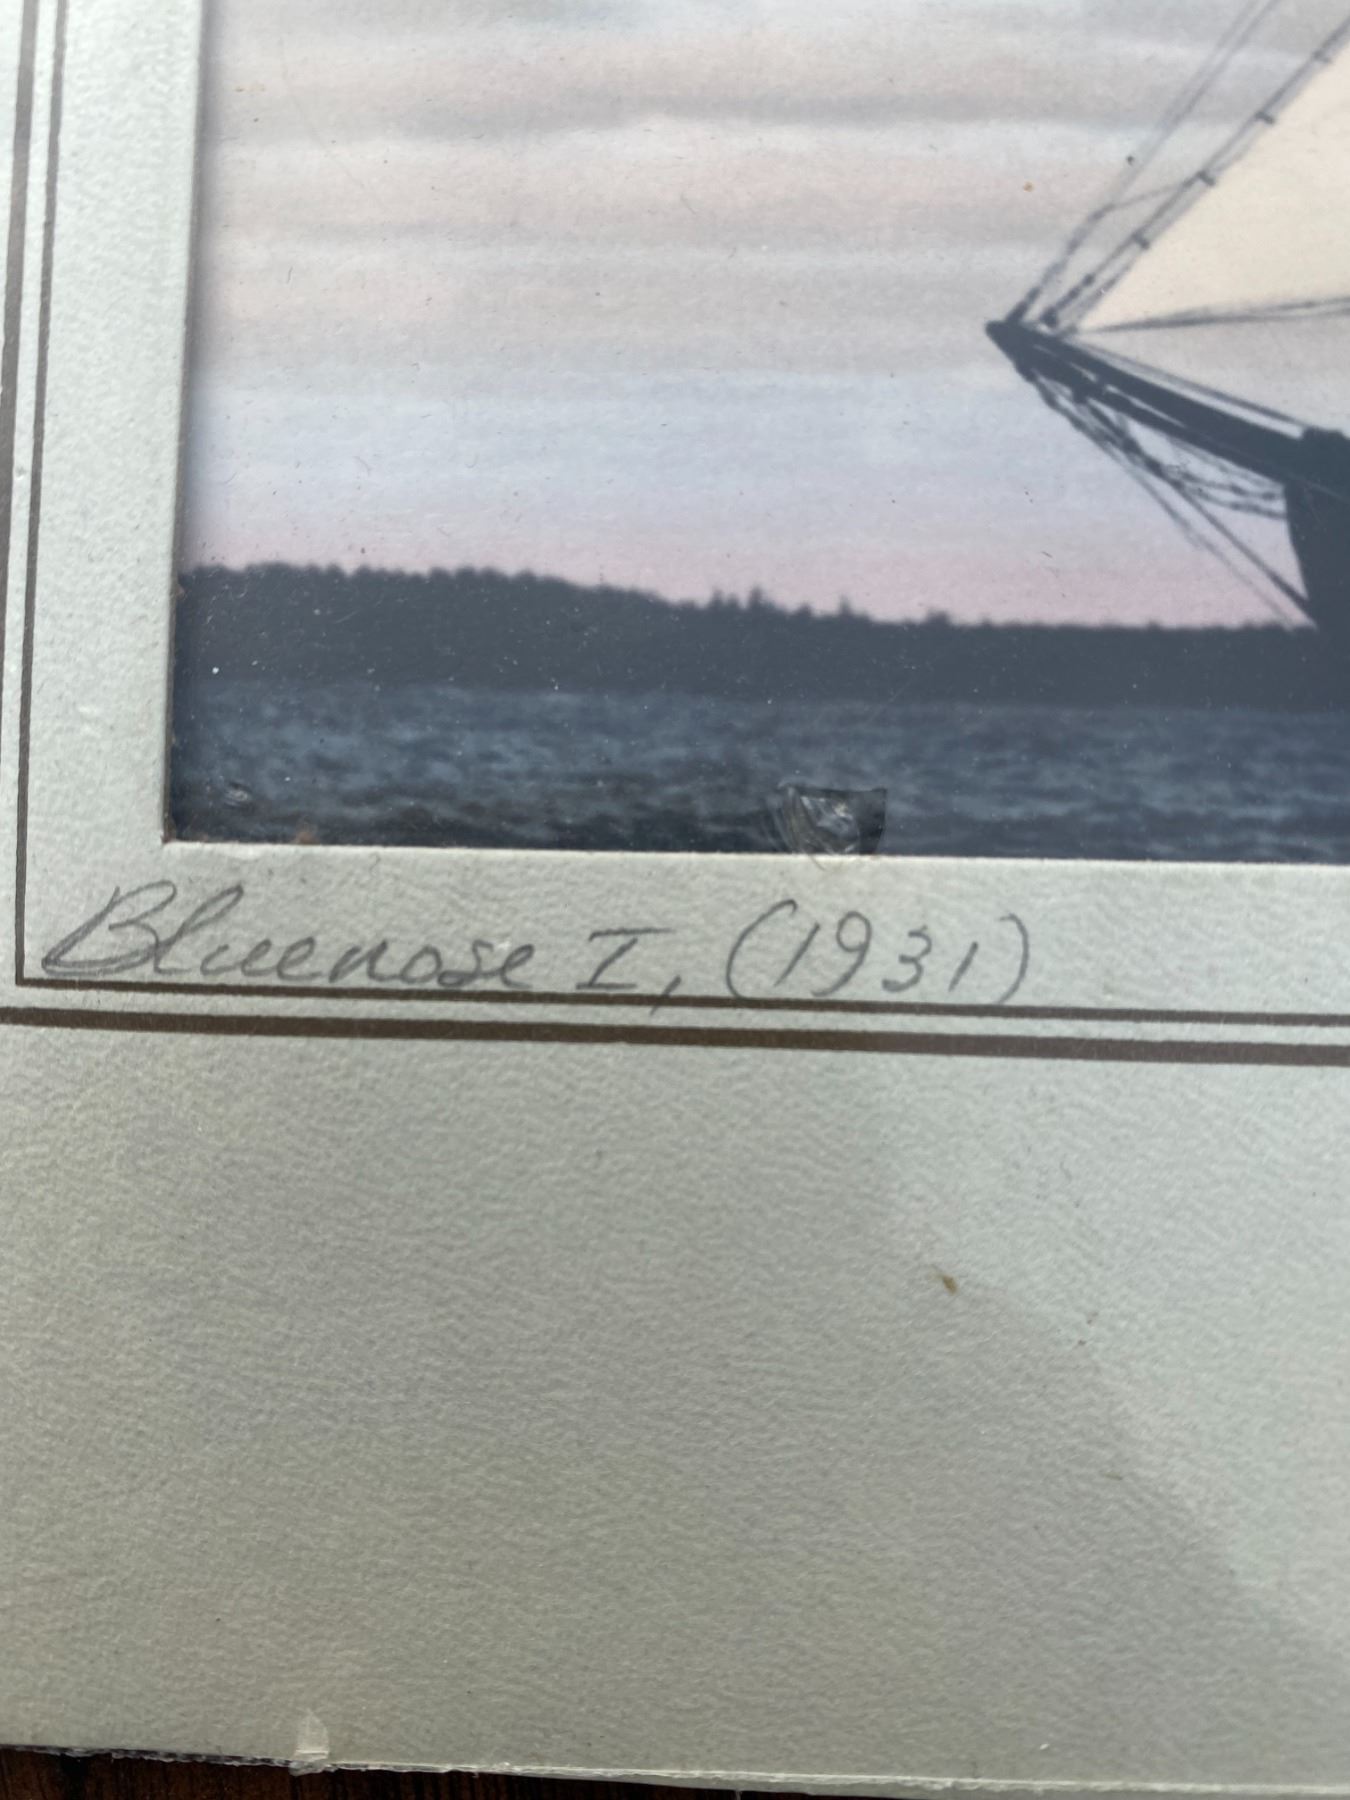 Bluenose I, (1931)